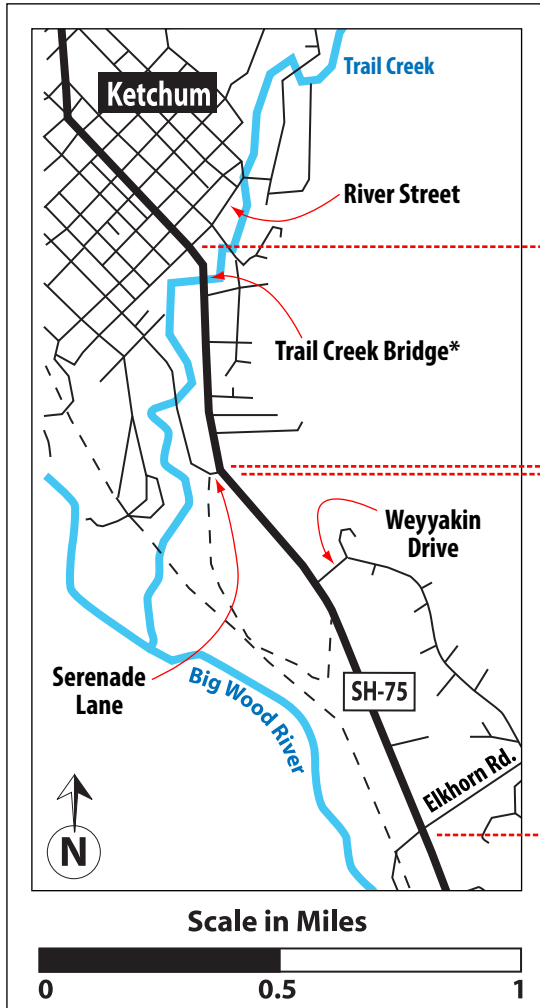 Trail Creek
Ketchum
River Street
Trail Creek Bridge*
Weyyakin
Drive
Serenade
Lane
Big Wood River
SH-75
Elkhorn Rd.
N
Scale in Miles
0 0.5 1